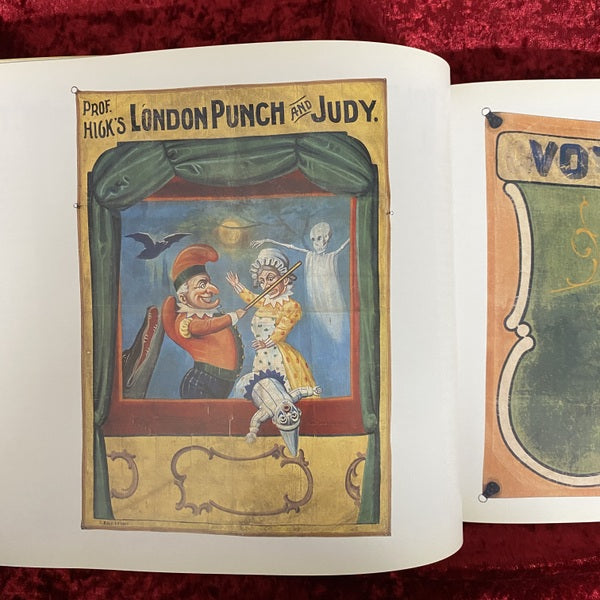 PROF.
HICK'S LONDON PUNCH AND JUDY.
VO